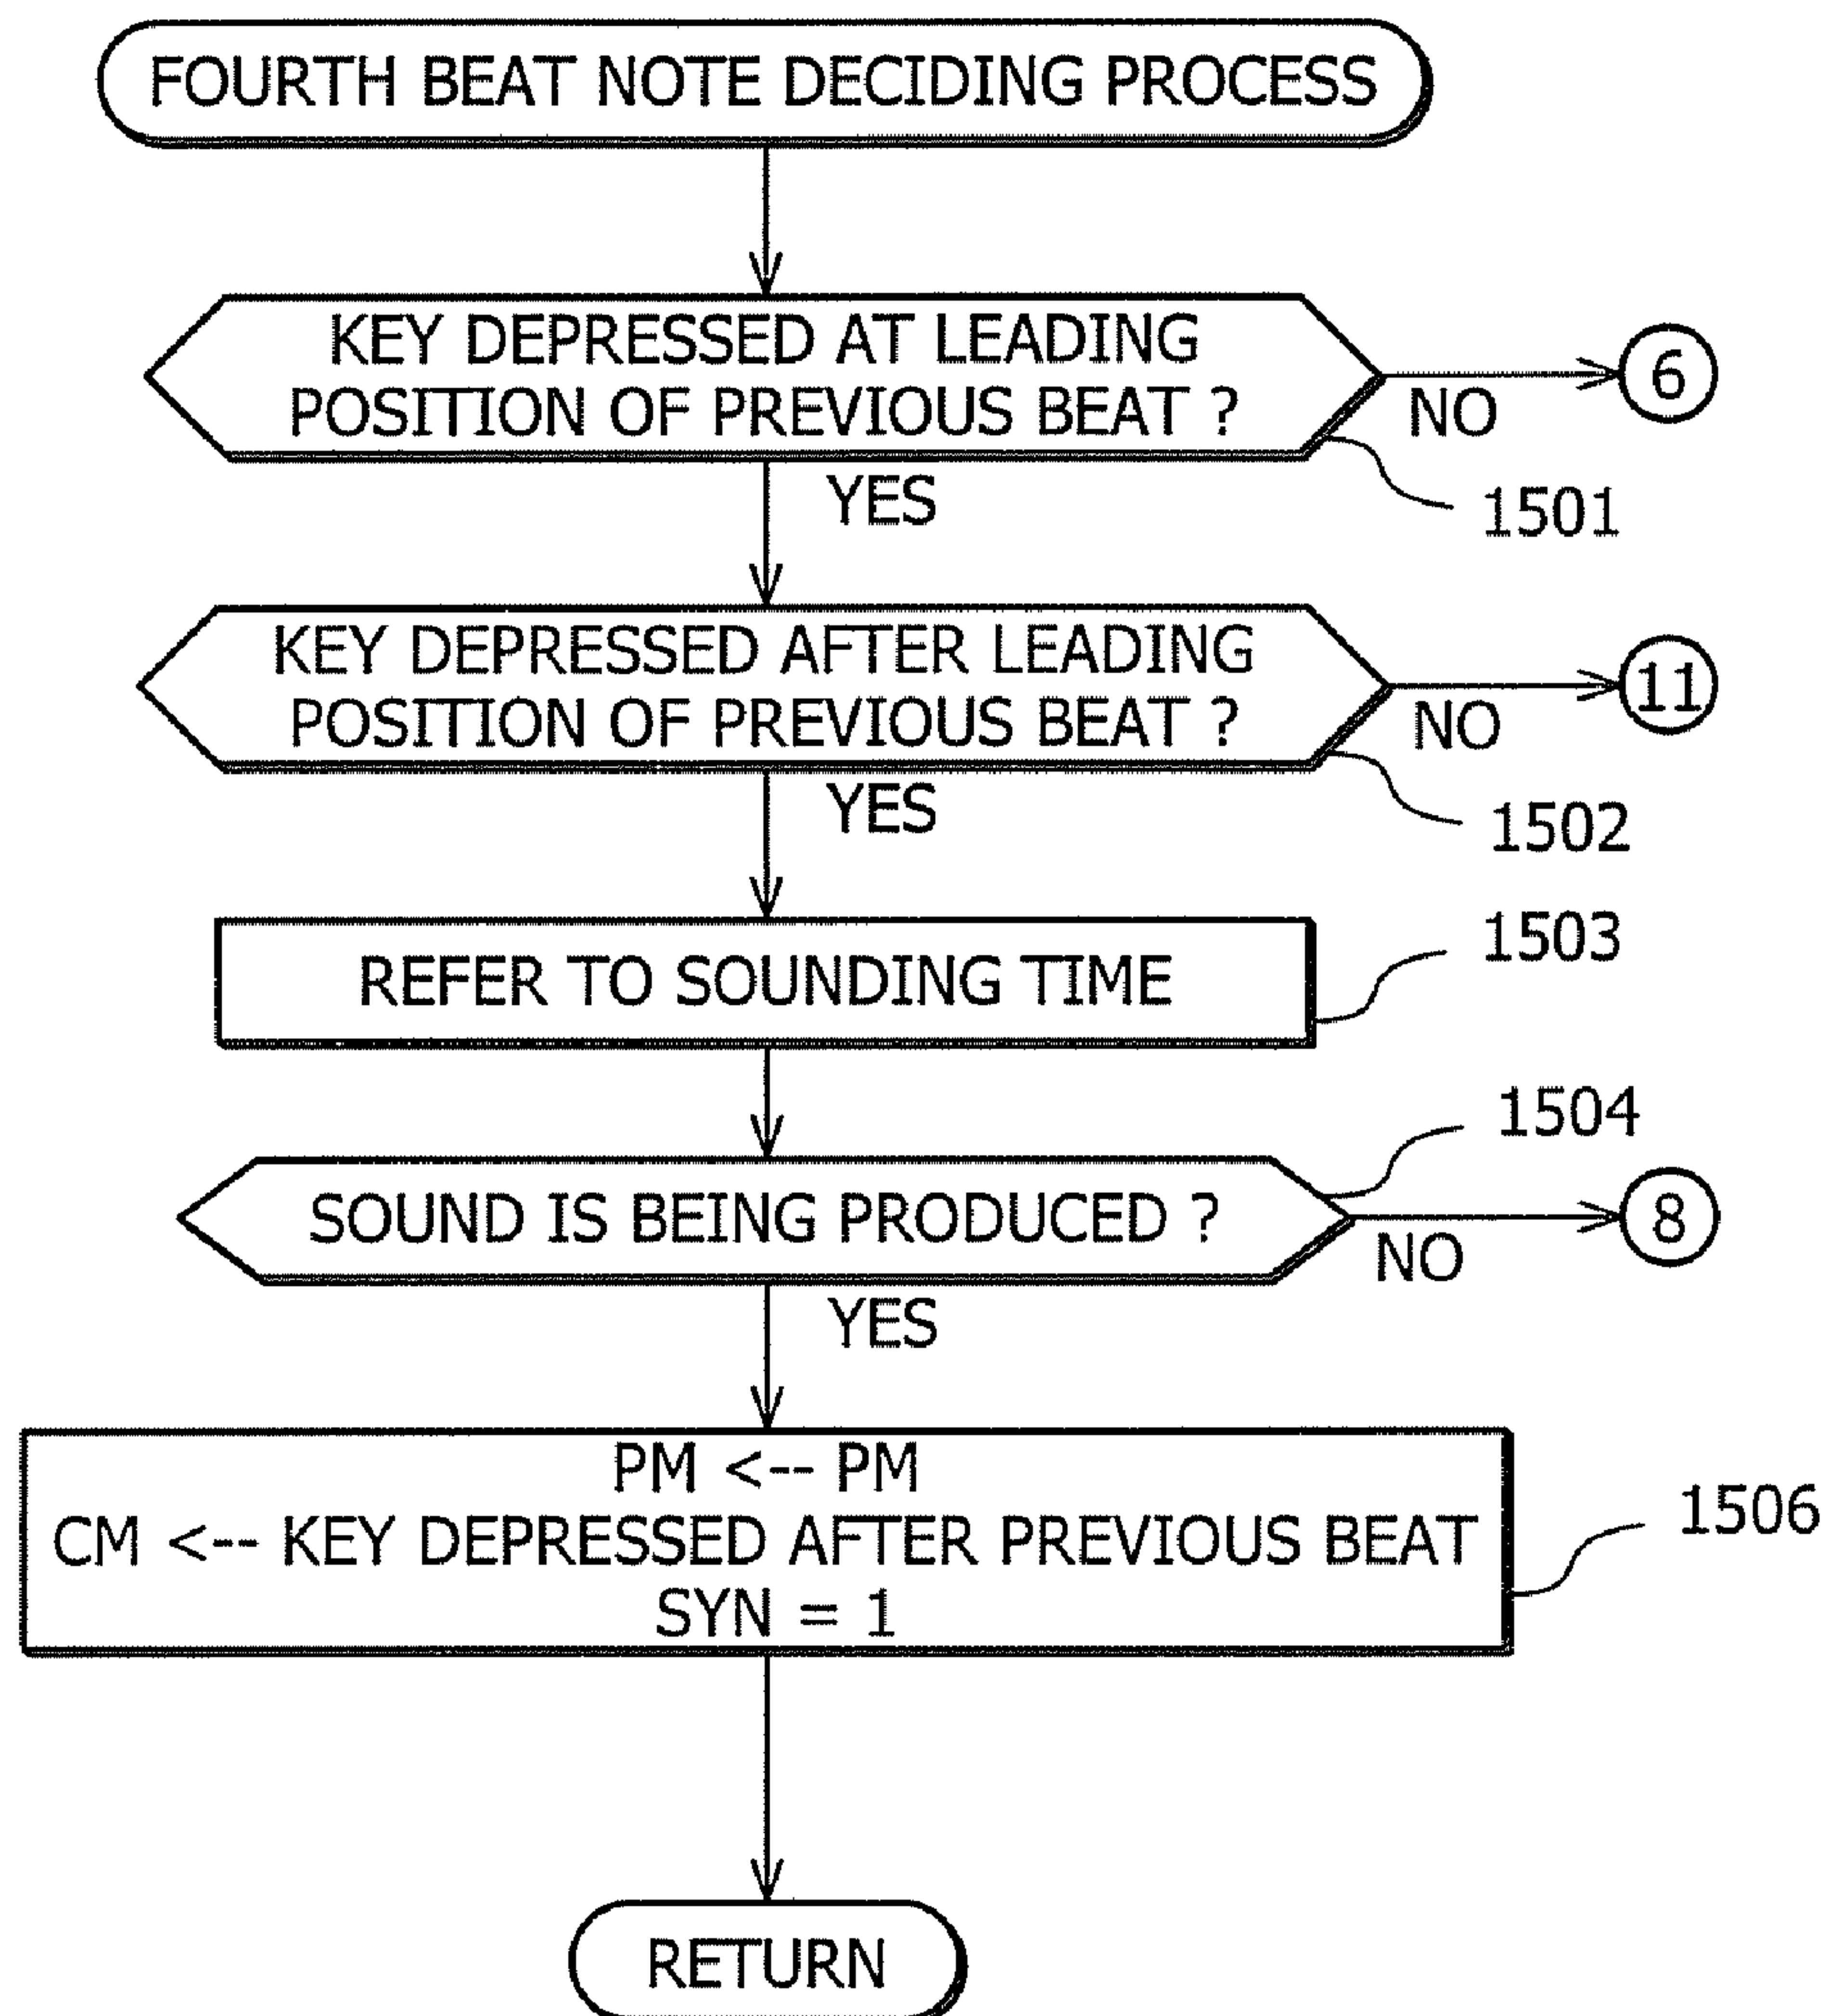 FOURTH BEAT NOTE DECIDING PROCESS
KEY DEPRESSED AT LEADING
POSITION OF PREVIOUS BEAT ?
NO
6
YES
1501
KEY DEPRESSED AFTER LEADING
POSITION OF PREVIOUS BEAT ?
NO
11
YES
1502
REFER TO SOUNDING TIME
1503
1504
SOUND IS BEING PRODUCED ?
NO
8
YES
PM <-- PM
CM <-- KEY DEPRESSED AFTER PREVIOUS BEAT
SYN = 1
1506
RETURN